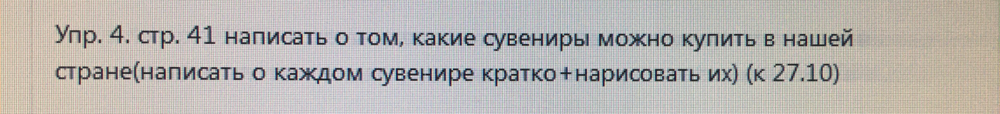 Упр. 4. стр. 41 написать о том, какие сувениры можно купить в нашей
стране(написать о каждом сувенире кратко+нарисовать их) (к 27.10)